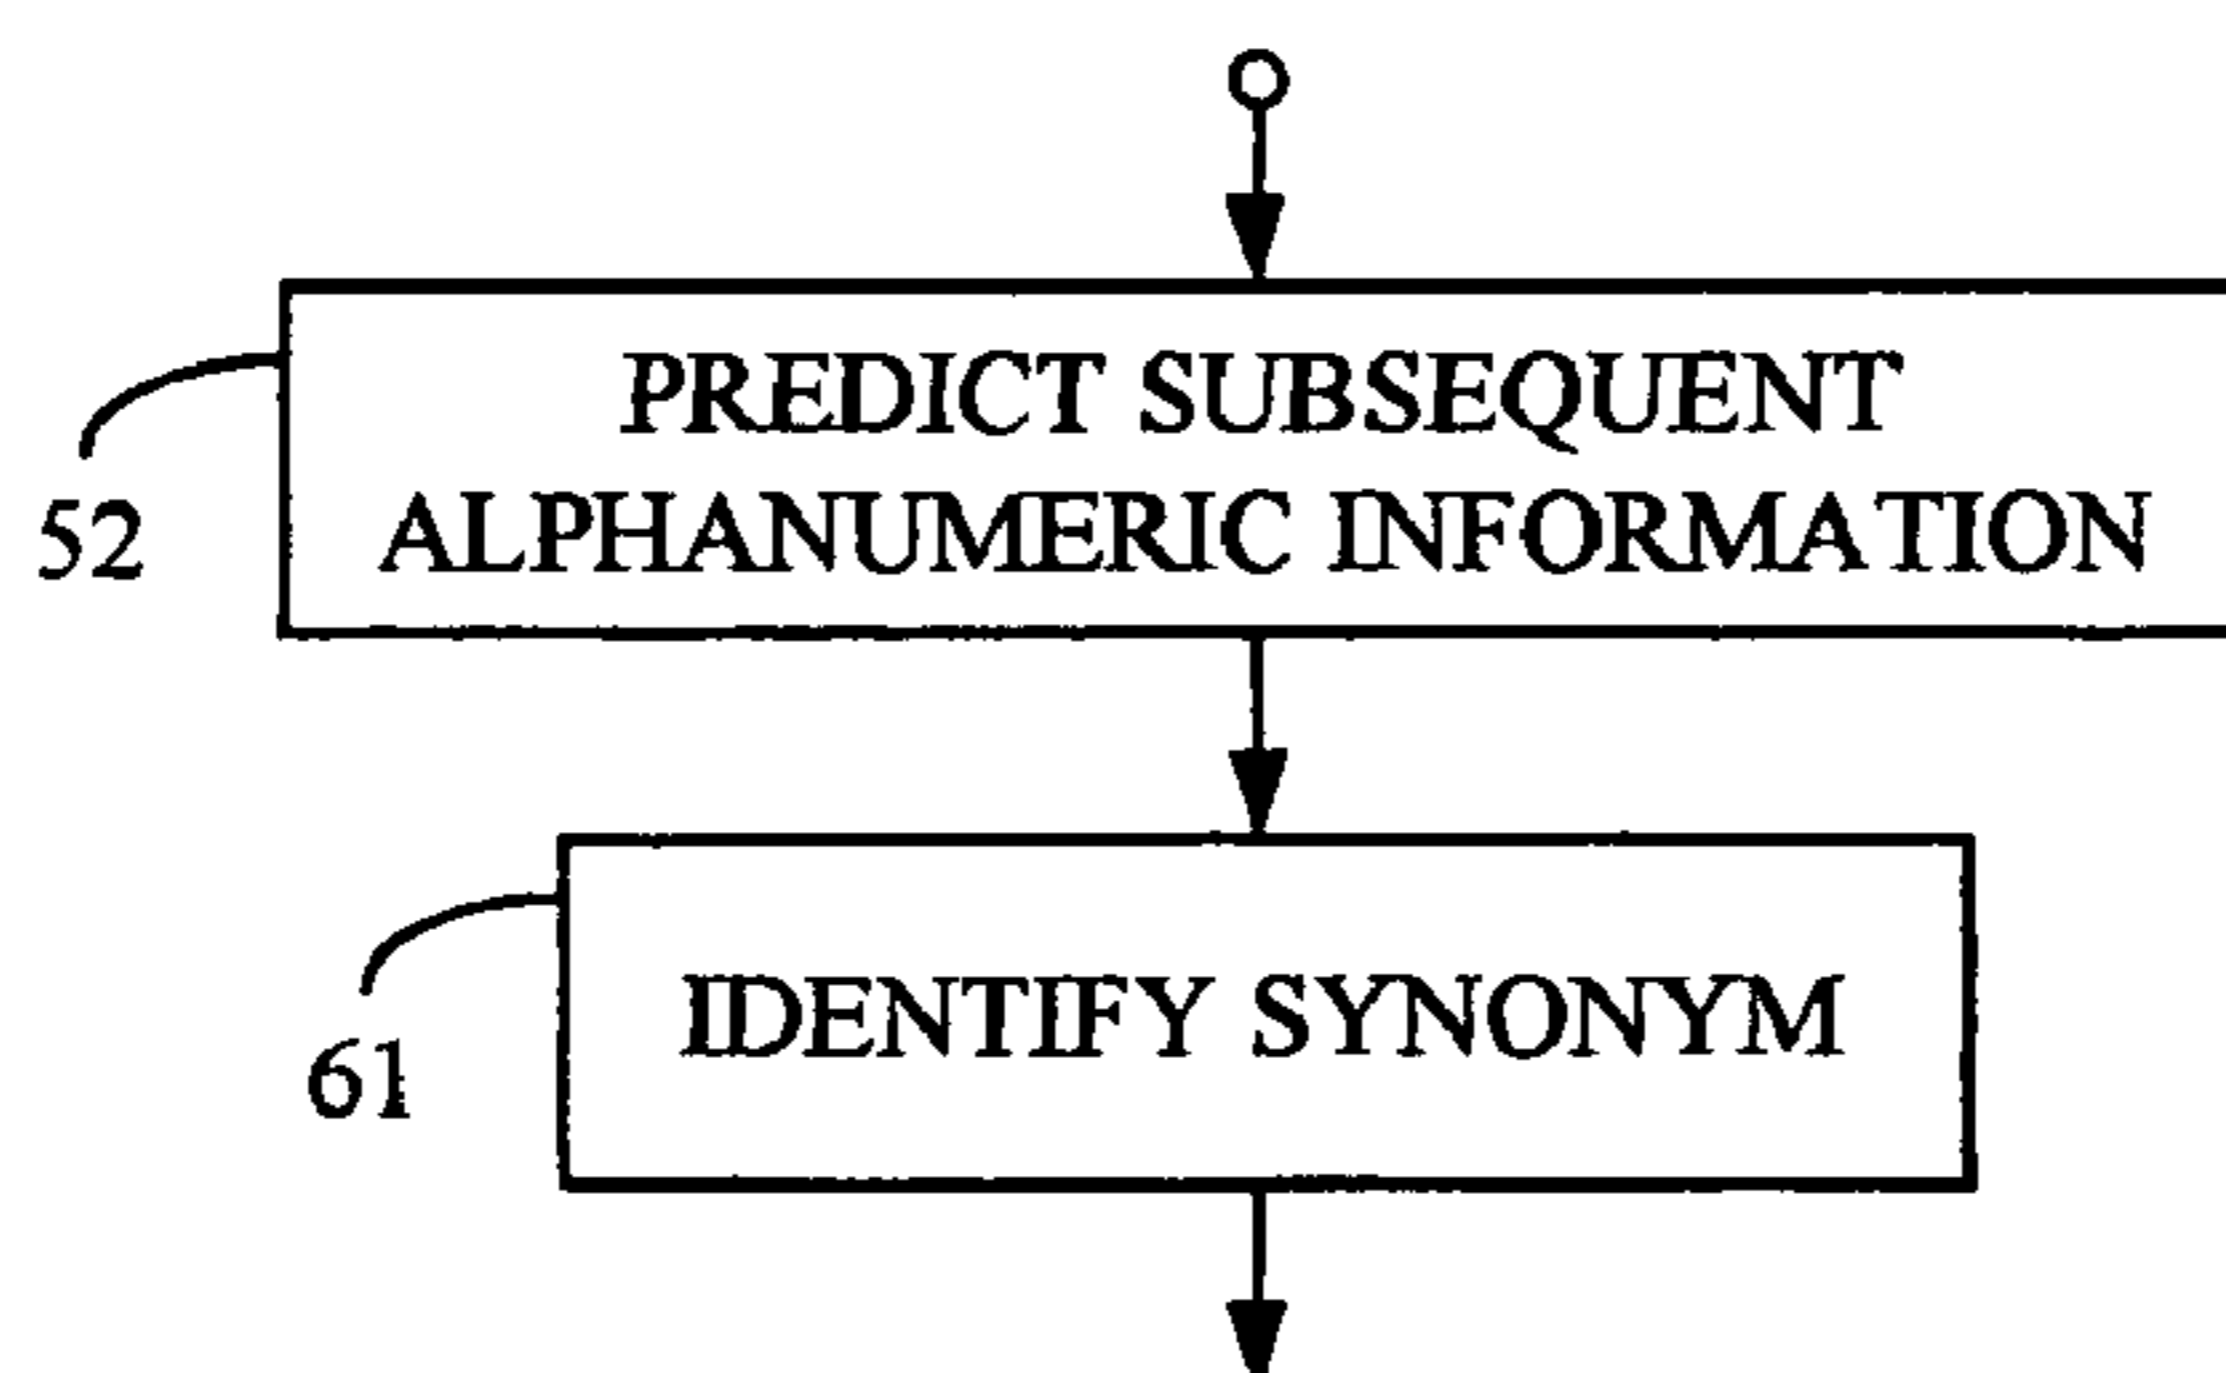 PREDICT SUBSEQUENT
ALPHANUMERIC INFORMATION
52
IDENTIFY SYNONYM
61